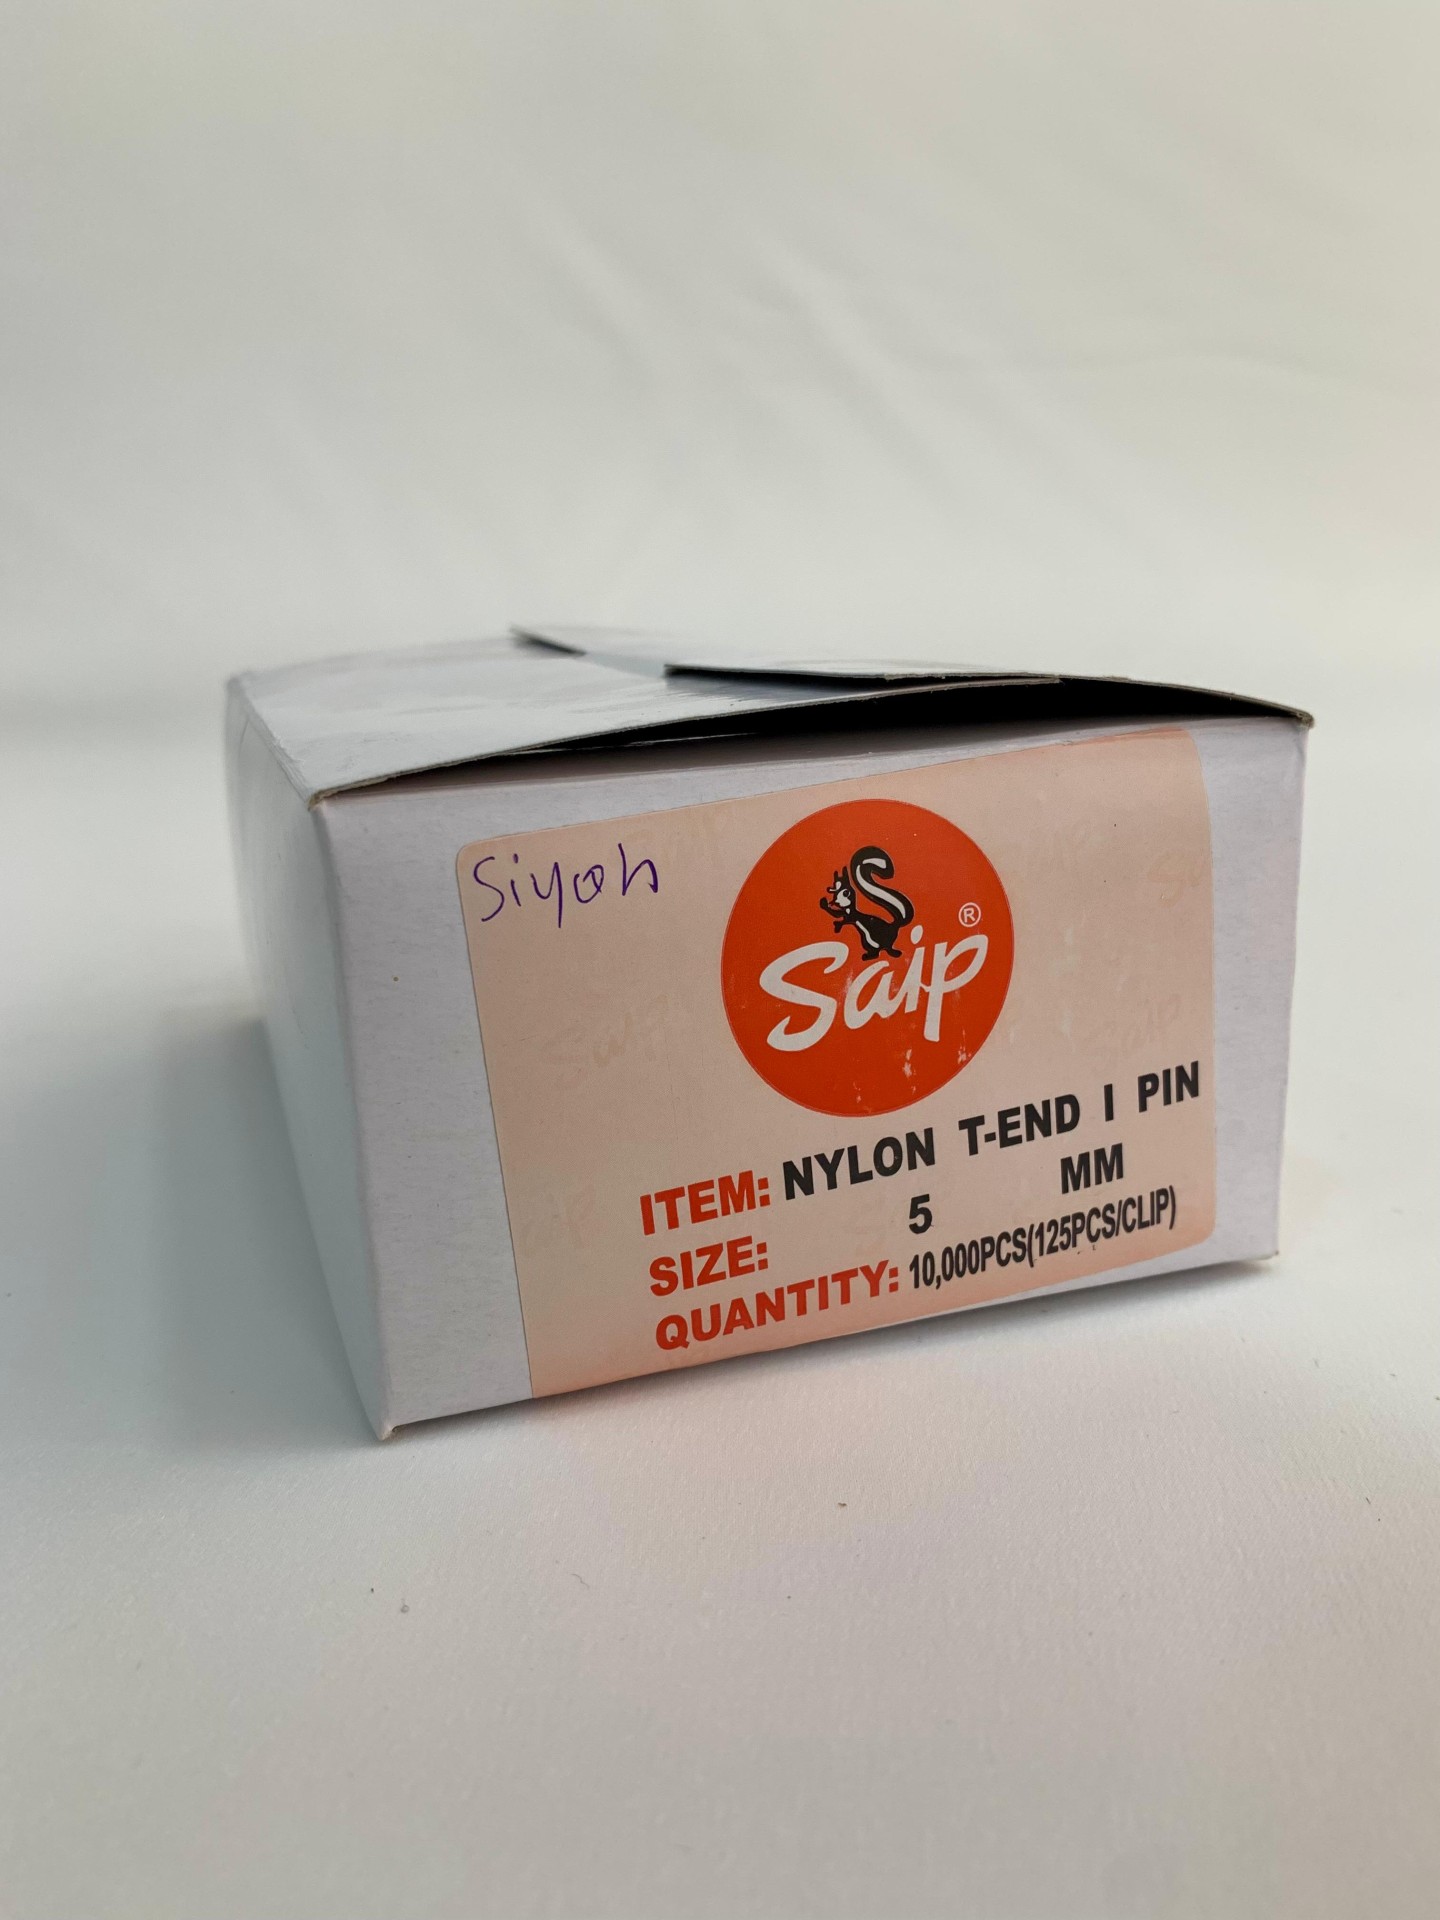 Siyah
Saip®
ITEM: NYLON T-END I PIN
SIZE: 5 MM
QUANTITY: 10,000PCS(125PCS/CLIP)